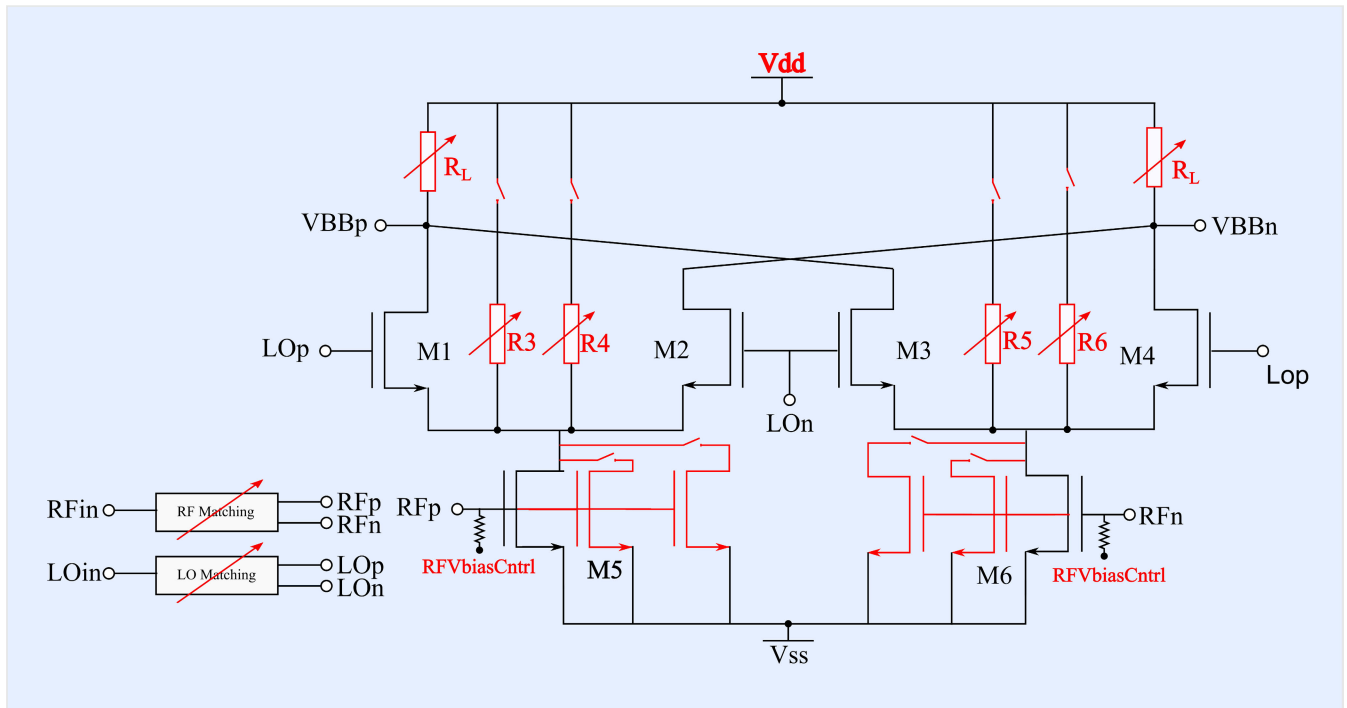 Vdd
RL
RL
VBBp
VBBn
LOp
M1
R3
R4
M2
M3
R5
R6
M4
Lop
LOn
RFin
RF Matching
RFp
RFn
RFp
RFn
LOin
LO Matching
LOp
LOn
RFVbiasCntrl
M5
M6
RFVbiasCntrl
Vss